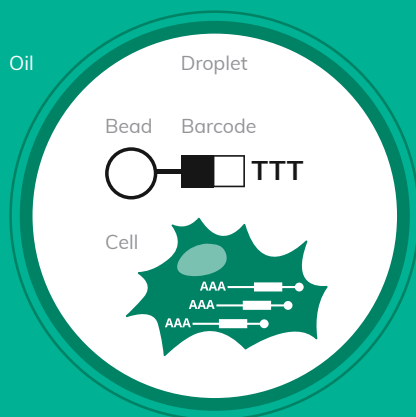 Oil
Droplet
Bead
Barcode
TTT
Cell
AAA
AAA
AAA